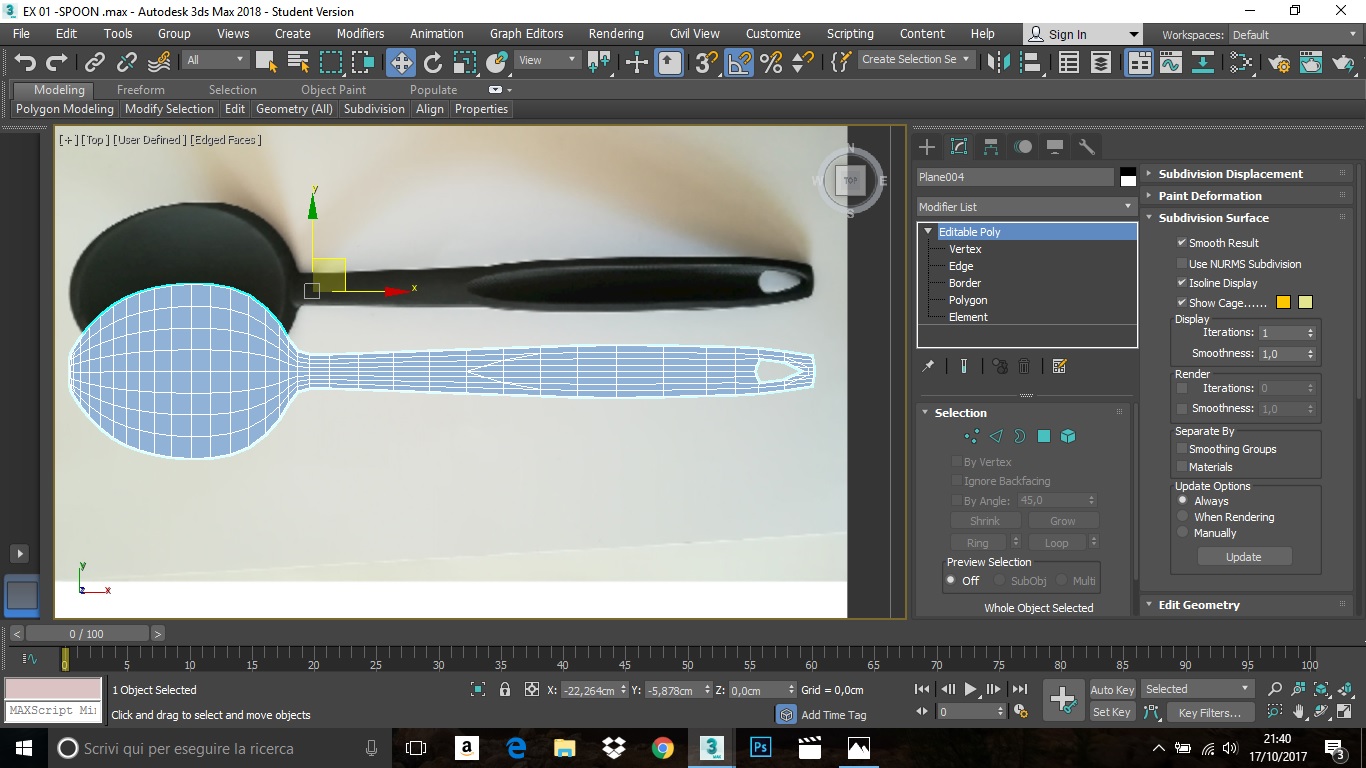 EX 01 -SPOON .max - Autodesk 3ds Max 2018 - Student Version
File Edit Tools Group Views Create Modifiers Animation Graph Editors Rendering Civil View Customize Scripting Content Help Sign In Workspaces: Default
All View Create Selection Se
Modeling Freeform Selection Object Paint Populate
Polygon Modeling Modify Selection Edit Geometry (All) Subdivision Align Properties
[+] [Top ] [User Defined ] [Edged Faces ]
N
W TOP E
S
y
x
y
z x
Plane004
Modifier List
Editable Poly
Vertex
Edge
Border
Polygon
Element
Selection
By Vertex
Ignore Backfacing
By Angle: 45,0
Shrink Grow
Ring Loop
Preview Selection
Off SubObj Multi
Whole Object Selected
Subdivision Displacement
Paint Deformation
Subdivision Surface
Smooth Result
Use NURMS Subdivision
Isoline Display
Show Cage......
Display
Iterations: 1
Smoothness: 1,0
Render
Iterations: 0
Smoothness: 1,0
Separate By
Smoothing Groups
Materials
Update Options
Always
When Rendering
Manually
Update
Edit Geometry
< 0 / 100 >
0 5 10 15 20 25 30 35 40 45 50 55 60 65 70 75 80 85 90 95 100
1 Object Selected X: -22,264cm Y: -5,878cm Z: 0,0cm Grid = 0,0cm Auto Key Selected
MAXScript Mi
Click and drag to select and move objects Add Time Tag 0 Set Key Key Filters...
Scrivi qui per eseguire la ricerca
a
3
MAX
Ps
21:40
17/10/2017
3